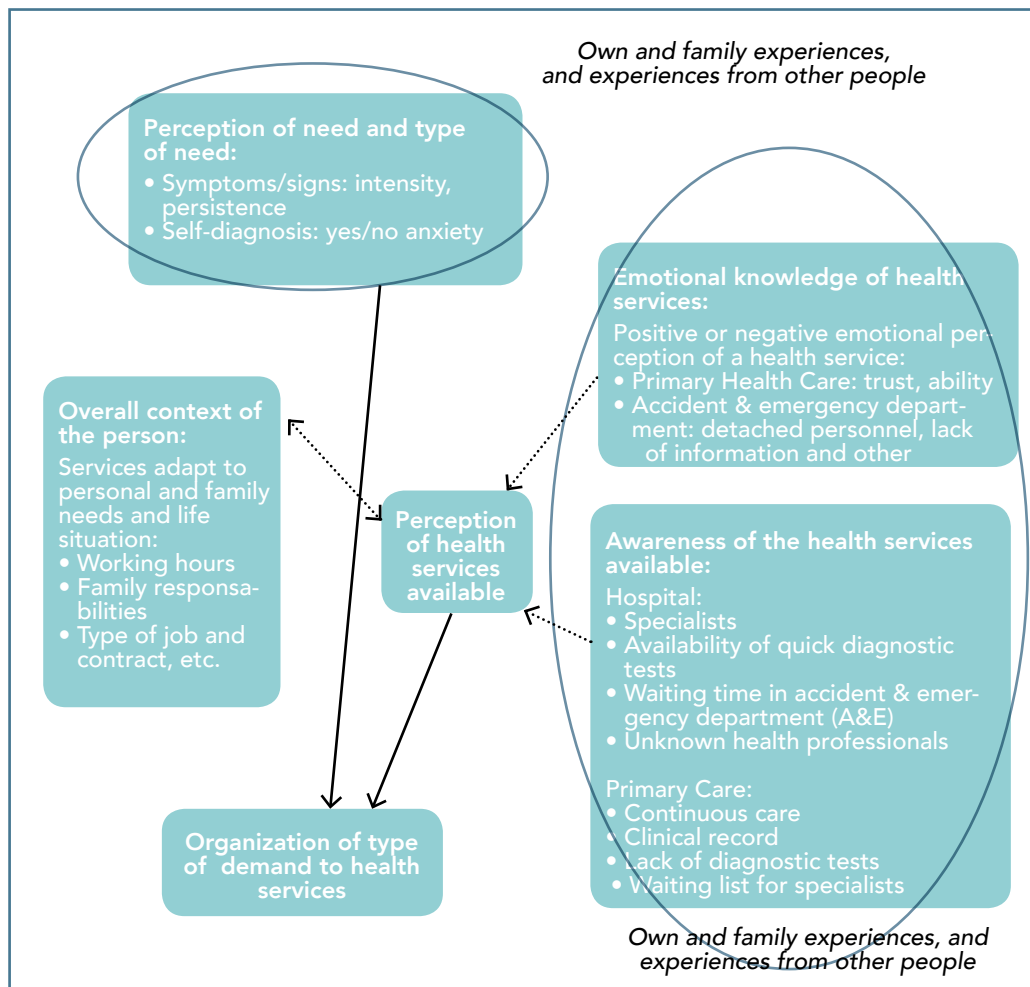 Own and family experiences,
and experiences from other people
Perception of need and type
of need:
• Symptoms/signs: intensity,
persistence
• Self-diagnosis: yes/no anxiety
Emotional knowledge of health
services:
Positive or negative emotional per-
ception of a health service:
• Primary Health Care: trust, ability
• Accident & emergency depart-
ment: detached personnel, lack
of information and other
Overall context of
the person:
Services adapt to
personal and family
needs and life
situation:
• Working hours
• Family responsa-
bilities
• Type of job and
contract, etc.
Perception
of health
services
available
Awareness of the health services
available:
Hospital:
• Specialists
• Availability of quick diagnostic
tests
• Waiting time in accident & emer-
gency department (A&E)
• Unknown health professionals
Primary Care:
• Continuous care
• Clinical record
• Lack of diagnostic tests
• Waiting list for specialists
Organization of type
of demand to health
services
Own and family experiences, and
experiences from other people